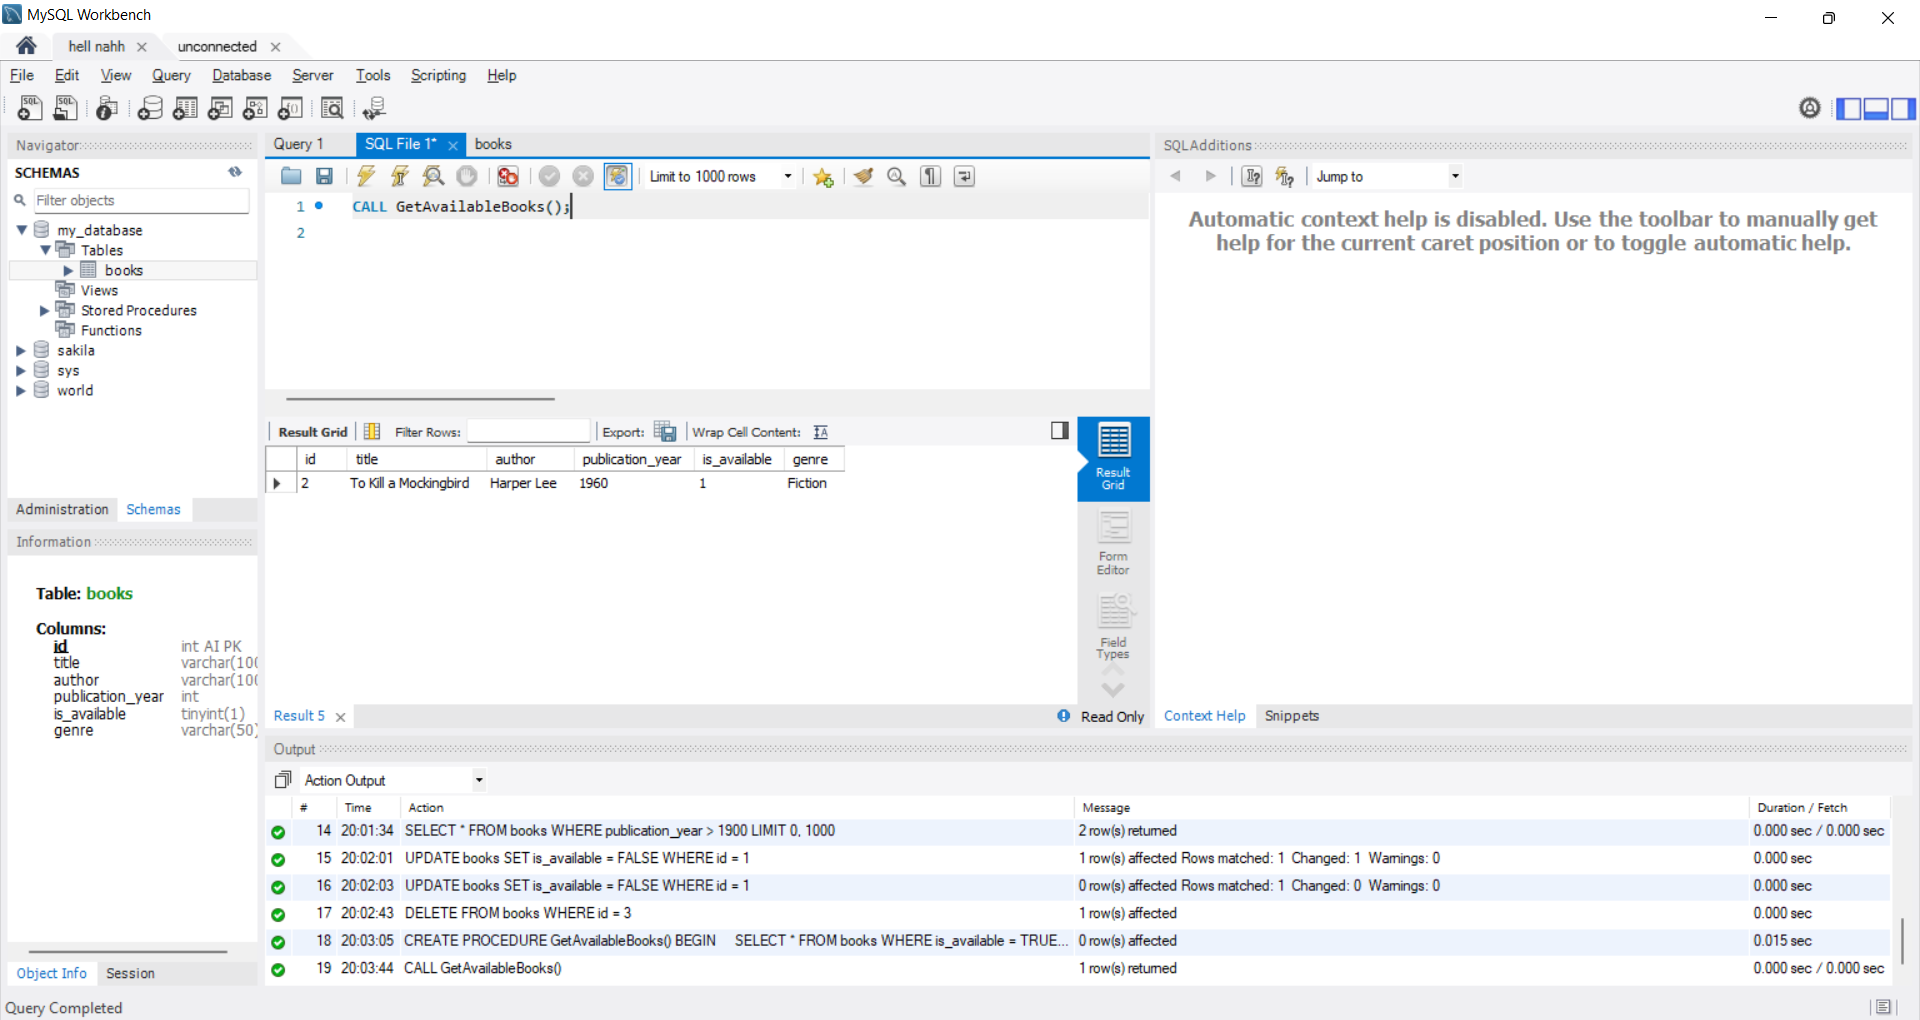 MySQL Workbench
hell nahh
unconnected
File Edit View Query Database Server Tools Scripting Help
Navigator
SCHEMAS
Filter objects
my_database
Tables
books
Views
Stored Procedures
Functions
sakila
sys
world
Administration Schemas
Information
Table: books
Columns:
id int AI PK
title varchar(100
author varchar(100
publication_year int
is_available tinyint(1)
genre varchar(50)
Object Info Session
Query Completed
Query 1 SQL File 1* books
Limit to 1000 rows
1 CALL GetAvailableBooks();
2
Result Grid Filter Rows: Export: Wrap Cell Content:
id title author publication_year is_available genre
2 To Kill a Mockingbird Harper Lee 1960 1 Fiction
Result
Grid
Form
Editor
Field
Types
Result 5
Read Only
SQLAdditions
Jump to
Automatic context help is disabled. Use the toolbar to manually get
help for the current caret position or to toggle automatic help.
Context Help Snippets
Output
Action Output
# Time Action Message Duration / Fetch
14 20:01:34 SELECT * FROM books WHERE publication_year > 1900 LIMIT 0, 1000 2 row(s) returned 0.000 sec / 0.000 sec
15 20:02:01 UPDATE books SET is_available = FALSE WHERE id = 1 1 row(s) affected Rows matched: 1 Changed: 1 Warnings: 0 0.000 sec
16 20:02:03 UPDATE books SET is_available = FALSE WHERE id = 1 0 row(s) affected Rows matched: 1 Changed: 0 Warnings: 0 0.000 sec
17 20:02:43 DELETE FROM books WHERE id = 3 1 row(s) affected 0.000 sec
18 20:03:05 CREATE PROCEDURE GetAvailableBooks() BEGIN SELECT * FROM books WHERE is_available = TRUE... 0 row(s) affected 0.015 sec
19 20:03:44 CALL GetAvailableBooks() 1 row(s) returned 0.000 sec / 0.000 sec